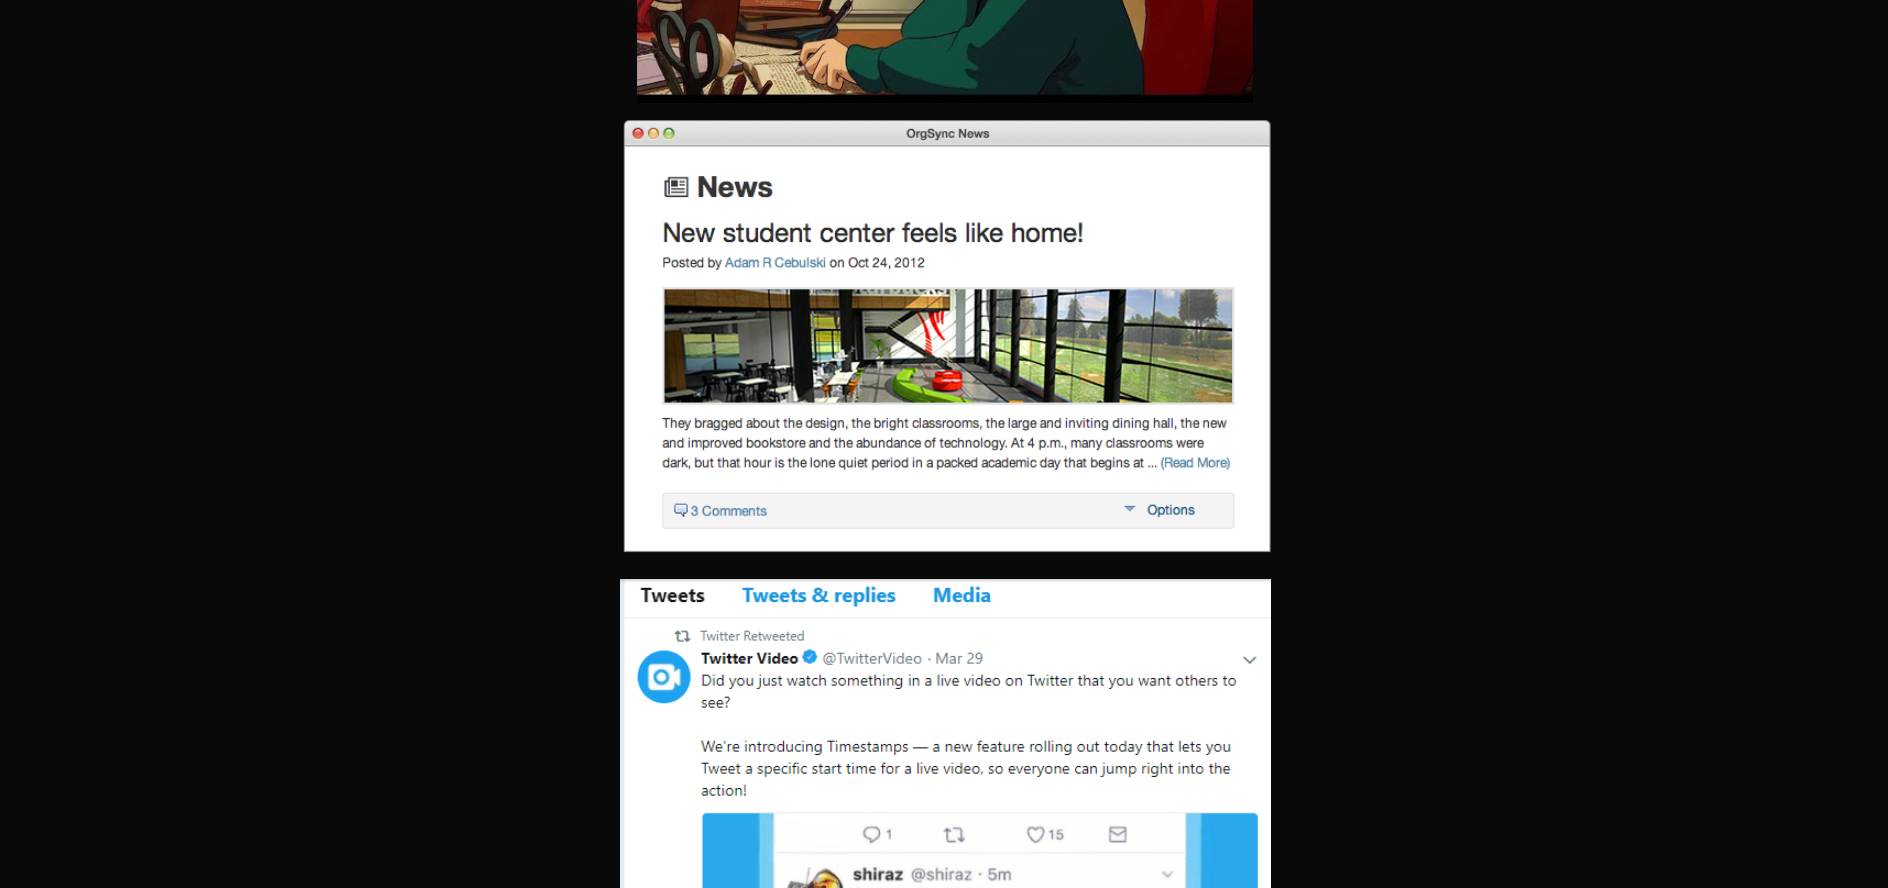 OrgSync News
News
New student center feels like home!
Posted by Adam R Cebulski on Oct 24, 2012
They bragged about the design, the bright classrooms, the large and inviting dining hall, the new
and improved bookstore and the abundance of technology. At 4 p.m., many classrooms were
dark, but that hour is the lone quiet period in a packed academic day that begins at ... (Read More)
3 Comments Options
Tweets Tweets & replies Media
Twitter Retweeted
Twitter Video @TwitterVideo · Mar 29
Did you just watch something in a live video on Twitter that you want others to
see?
We're introducing Timestamps — a new feature rolling out today that lets you
Tweet a specific start time for a live video, so everyone can jump right into the
action!
1 15
shiraz @shiraz · 5m